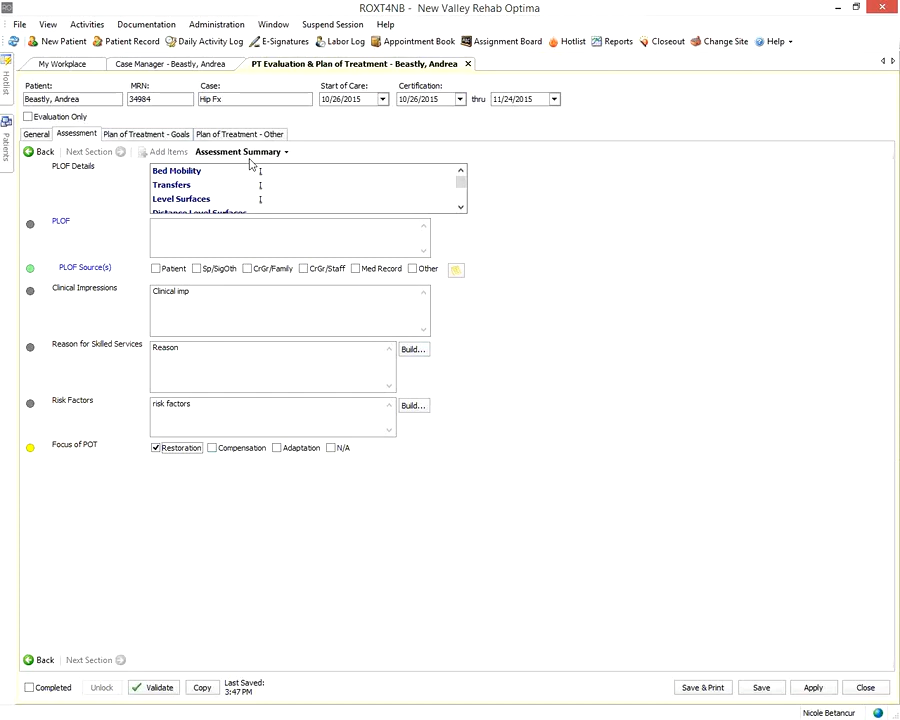 ROXT4NB - New Valley Rehab Optima
File View Activities Documentation Administration Window Suspend Session Help
New Patient Patient Record Daily Activity Log E-Signatures Labor Log Appointment Book Assignment Board Hotlist Reports Closeout Change Site Help
My Workplace Case Manager - Beastly, Andrea PT Evaluation & Plan of Treatment - Beastly, Andrea
Hotlist
Patients
Patient: MRN: Case: Start of Care: Certification:
Beastly, Andrea 34984 Hip Fx 10/26/2015 10/26/2015 thru 11/24/2015
Evaluation Only
General Assessment Plan of Treatment - Goals Plan of Treatment - Other
Back Next Section Add Items Assessment Summary
PLOF Details
Bed Mobility
Transfers
Level Surfaces
Distance Level Surfaces
PLOF
PLOF Source(s) Patient Sp/SigOth CrGr/Family CrGr/Staff Med Record Other
Clinical Impressions Clinical imp
Reason for Skilled Services Reason Build...
Risk Factors risk factors Build...
Focus of POT Restoration Compensation Adaptation N/A
Back Next Section
Completed Unlock Validate Copy Last Saved: 3:47 PM Save & Print Save Apply Close
Nicole Betancur